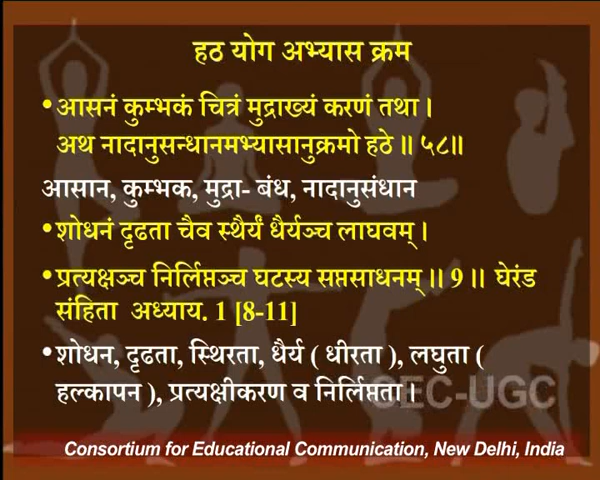 हठ योग अभ्यास क्रम
• आसनं कुम्भकं चित्रं मुद्राख्यं करणं तथा ।
अथ नादानुसन्धानमभ्यासानुक्रमो हठे ॥ ५८॥
आसान, कुम्भक, मुद्रा- बंध, नादानुसंधान
• शोधनं दृढता चैव स्थैर्यं धैर्यञ्च लाघवम् ।
• प्रत्यक्षञ्च निर्लिप्तञ्च घटस्य सप्तसाधनम् ॥ 9 ॥ घेरंड
संहिता अध्याय. 1 [8-11]
• शोधन, दृढता, स्थिरता, धैर्य ( धीरता ), लघुता (
हल्कापन ), प्रत्यक्षीकरण व निर्लिप्तता ।
CEC-UGC
Consortium for Educational Communication, New Delhi, India